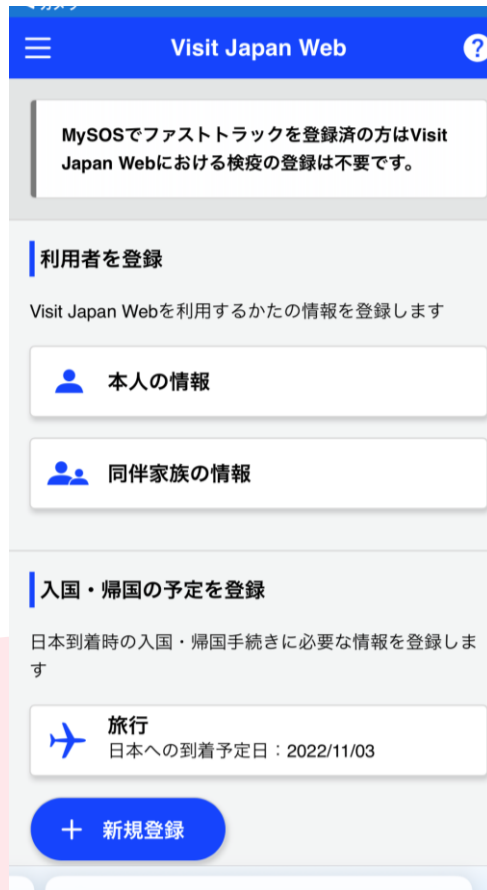 Visit Japan Web
?
MySOSでファストトラックを登録済の方はVisit
Japan Webにおける検疫の登録は不要です。
利用者を登録
Visit Japan Webを利用するかたの情報を登録します
本人の情報
同伴家族の情報
入国・帰国の予定を登録
日本到着時の入国・帰国手続きに必要な情報を登録しま
す
旅行
日本への到着予定日：2022/11/03
+ 新規登録